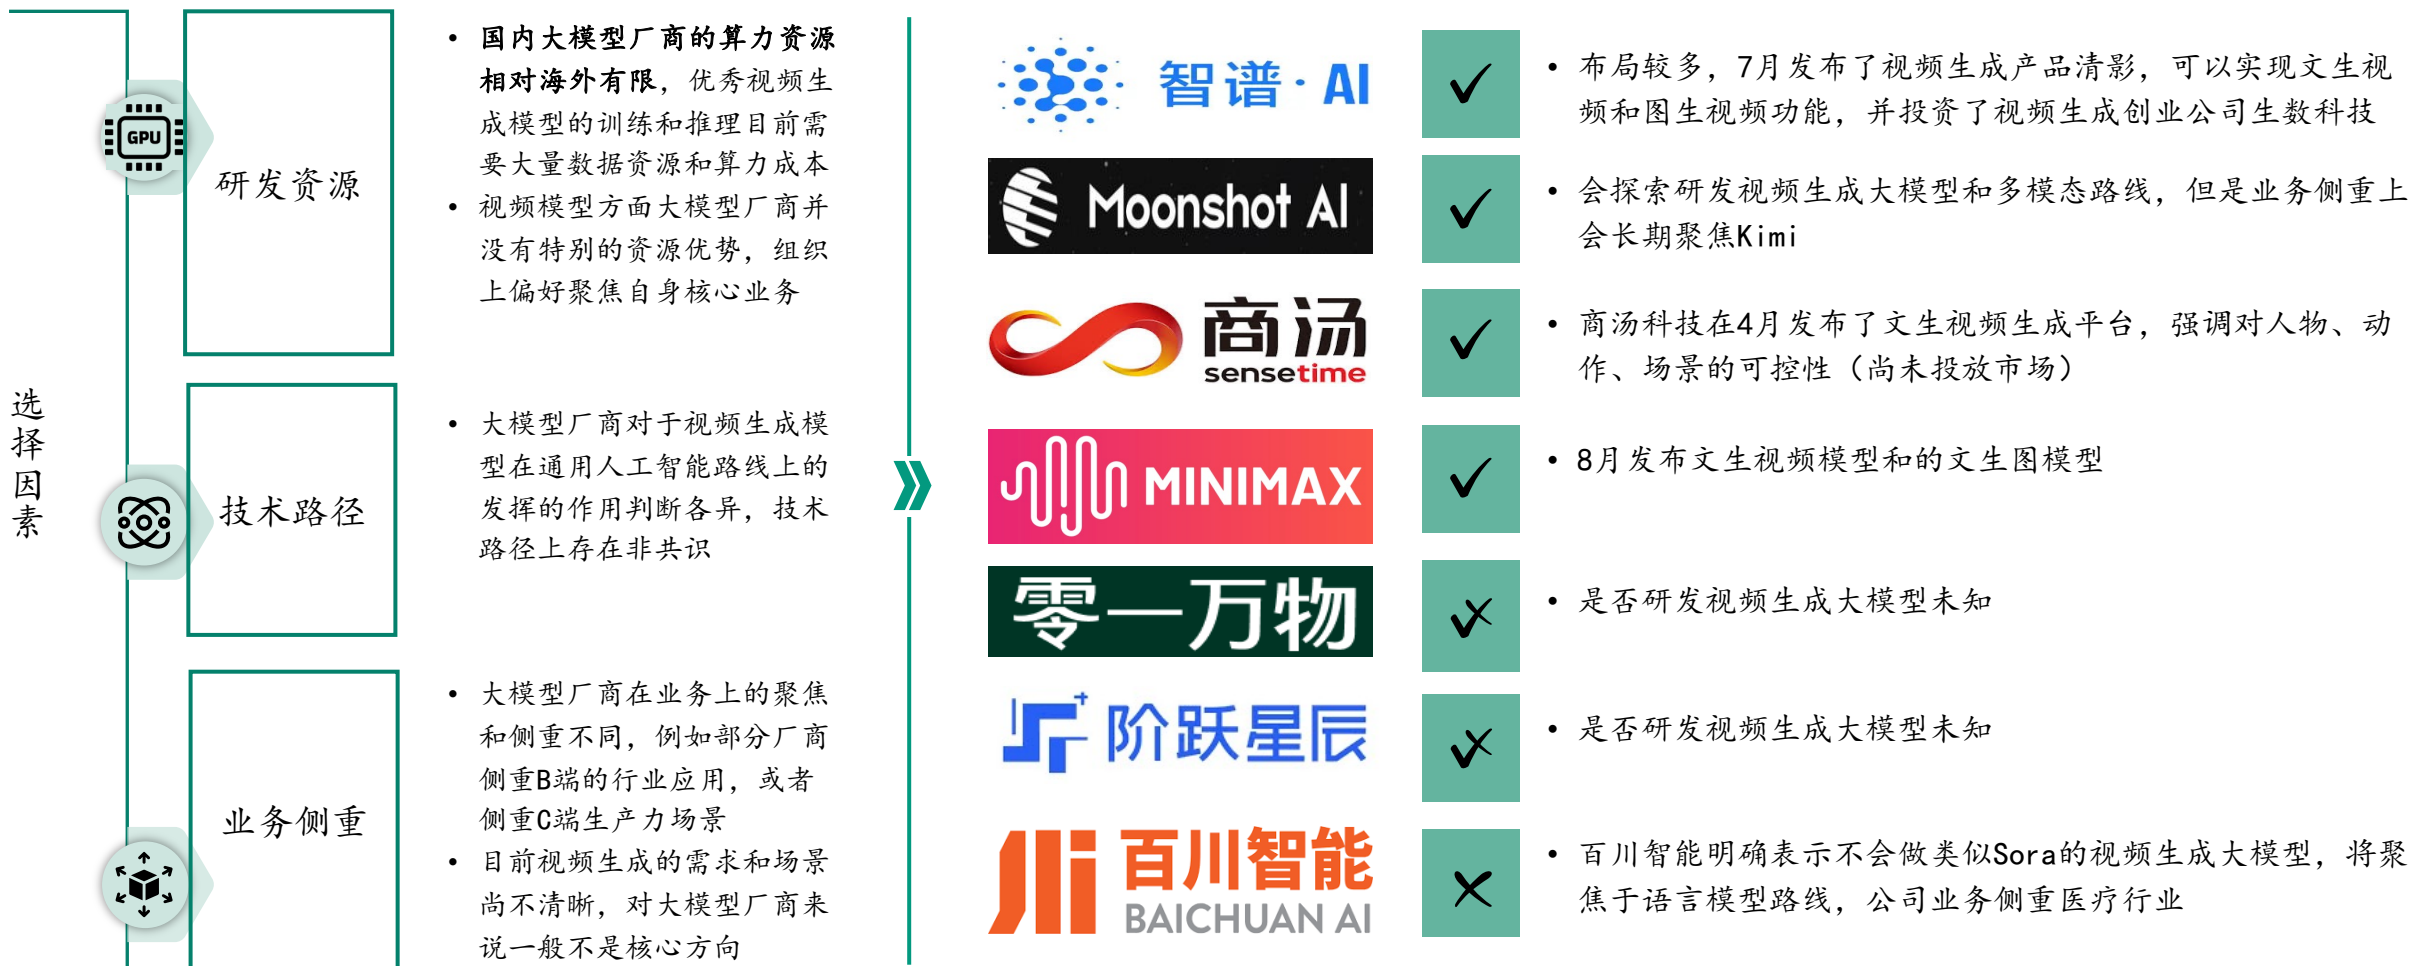 选择因素
GPU
研发资源
• 国内大模型厂商的算力资源
相对海外有限，优秀视频生
成模型的训练和推理目前需
要大量数据资源和算力成本
• 视频模型方面大模型厂商并
没有特别的资源优势，组织
上偏好聚焦自身核心业务
技术路径
• 大模型厂商对于视频生成模
型在通用人工智能路线上的
发挥的作用判断各异，技术
路径上存在非共识
业务侧重
• 大模型厂商在业务上的聚焦
和侧重不同，例如部分厂商
侧重B端的行业应用，或者
侧重C端生产力场景
• 目前视频生成的需求和场景
尚不清晰，对大模型厂商来
说一般不是核心方向
智谱·AI
• 布局较多，7月发布了视频生成产品清影，可以实现文生视
频和图生视频功能，并投资了视频生成创业公司生数科技
Moonshot AI
• 会探索研发视频生成大模型和多模态路线，但是业务侧重上
会长期聚焦Kimi
商汤
sensetime
• 商汤科技在4月发布了文生视频生成平台，强调对人物、动
作、场景的可控性（尚未投放市场）
MINIMAX
• 8月发布文生视频模型和的文生图模型
零一万物
• 是否研发视频生成大模型未知
阶跃星辰
• 是否研发视频生成大模型未知
百川智能
BAICHUAN AI
• 百川智能明确表示不会做类似Sora的视频生成大模型，将聚
焦于语言模型路线，公司业务侧重医疗行业